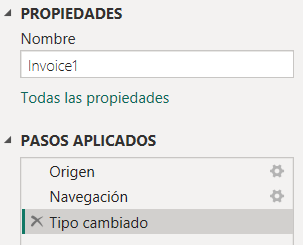 PROPIEDADES
Nombre
Invoice1
Todas las propiedades
PASOS APLICADOS
Origen
Navegación
Tipo cambiado